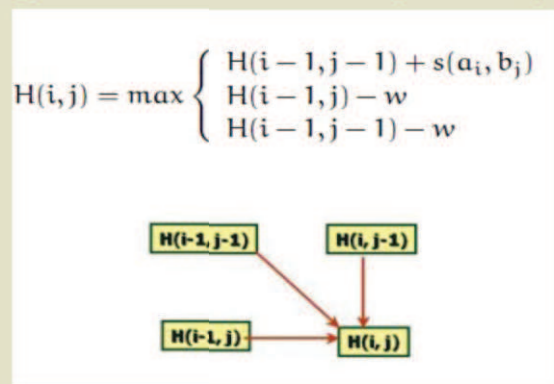 H(i − 1, j − 1) + s(aᵢ, bⱼ)
H(i, j) = max { H(i − 1, j) − w
H(i − 1, j − 1) − w
H(i-1, j-1) H(i, j-1)
H(i-1, j) H(i, j)